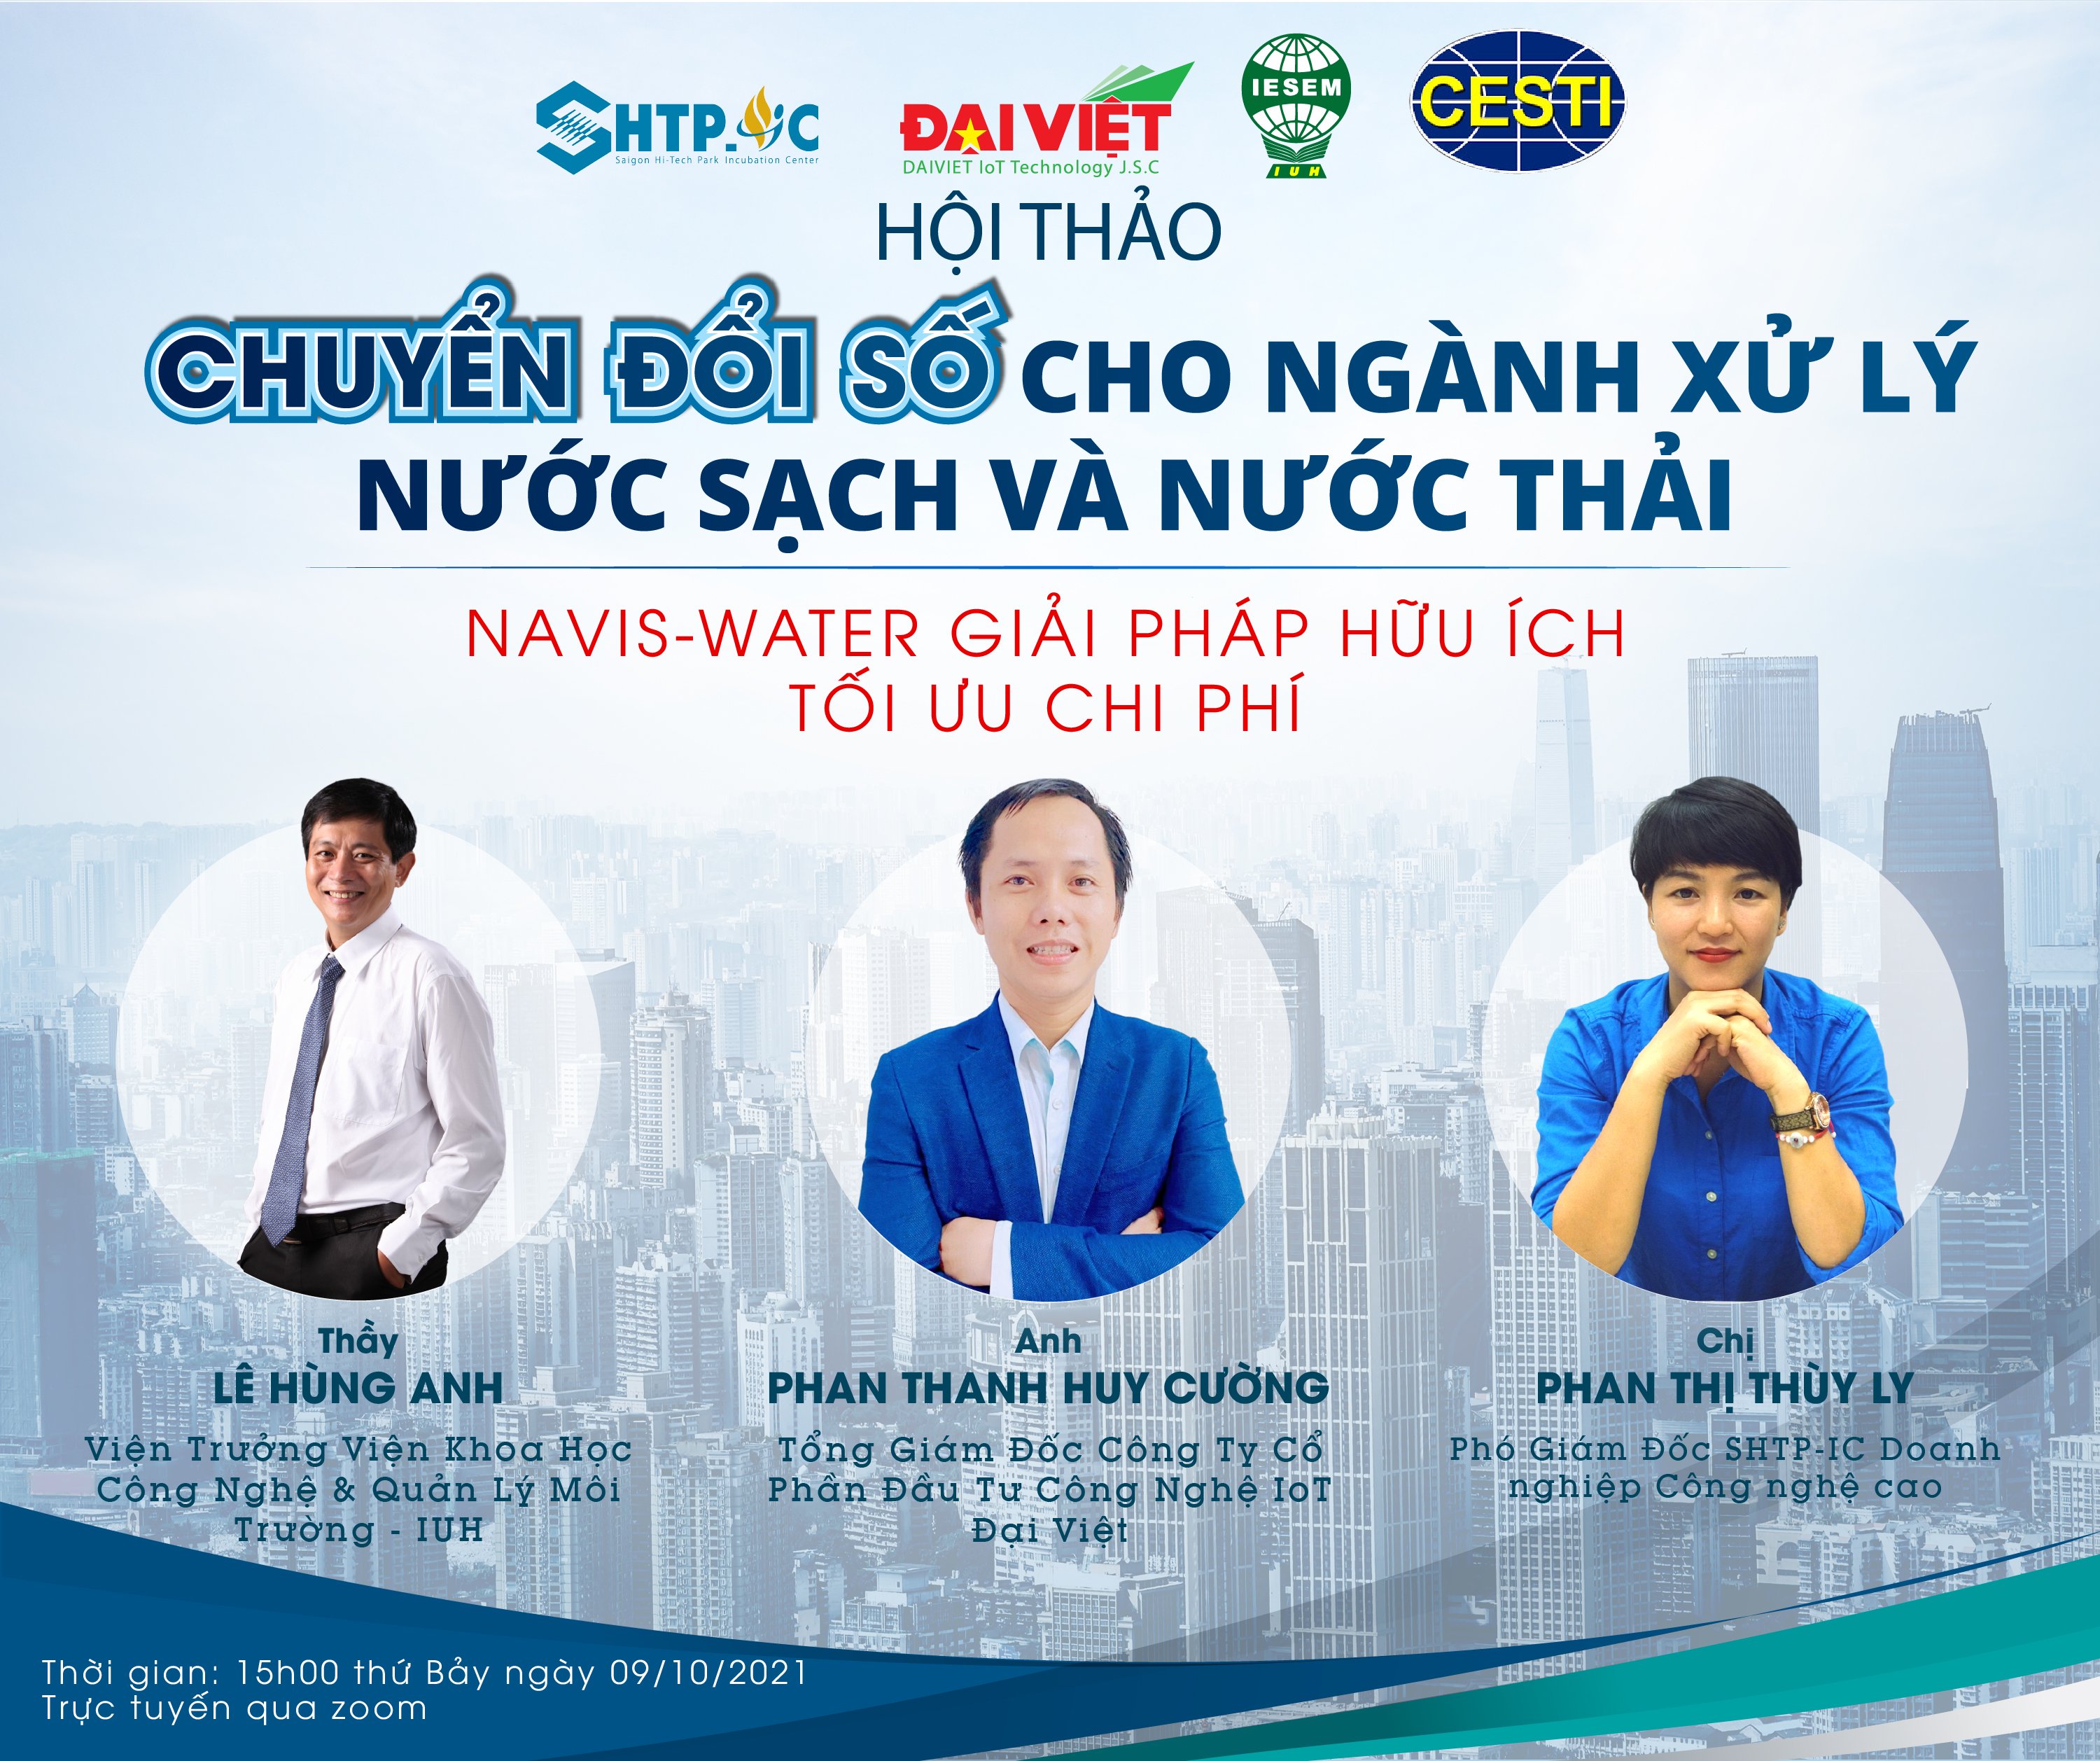 SHTP.IC
Saigon Hi-Tech Park Incubation Center
ĐẠI VIỆT
DAIVIET IoT Technology J.S.C
IESEM
IUH
CESTI
HỘI THẢO
CHUYỂN ĐỔI SỐ CHO NGÀNH XỬ LÝ
NƯỚC SẠCH VÀ NƯỚC THẢI
NAVIS-WATER GIẢI PHÁP HỮU ÍCH
TỐI ƯU CHI PHÍ
Thầy
LÊ HÙNG ANH
Viện Trưởng Viện Khoa Học
Công Nghệ & Quản Lý Môi
Trường - IUH
Anh
PHAN THANH HUY CƯỜNG
Tổng Giám Đốc Công Ty Cổ
Phần Đầu Tư Công Nghệ IoT
Đại Việt
Chị
PHAN THỊ THÙY LY
Phó Giám Đốc SHTP-IC Doanh
nghiệp Công nghệ cao
Thời gian: 15h00 thứ Bảy ngày 09/10/2021
Trực tuyến qua zoom